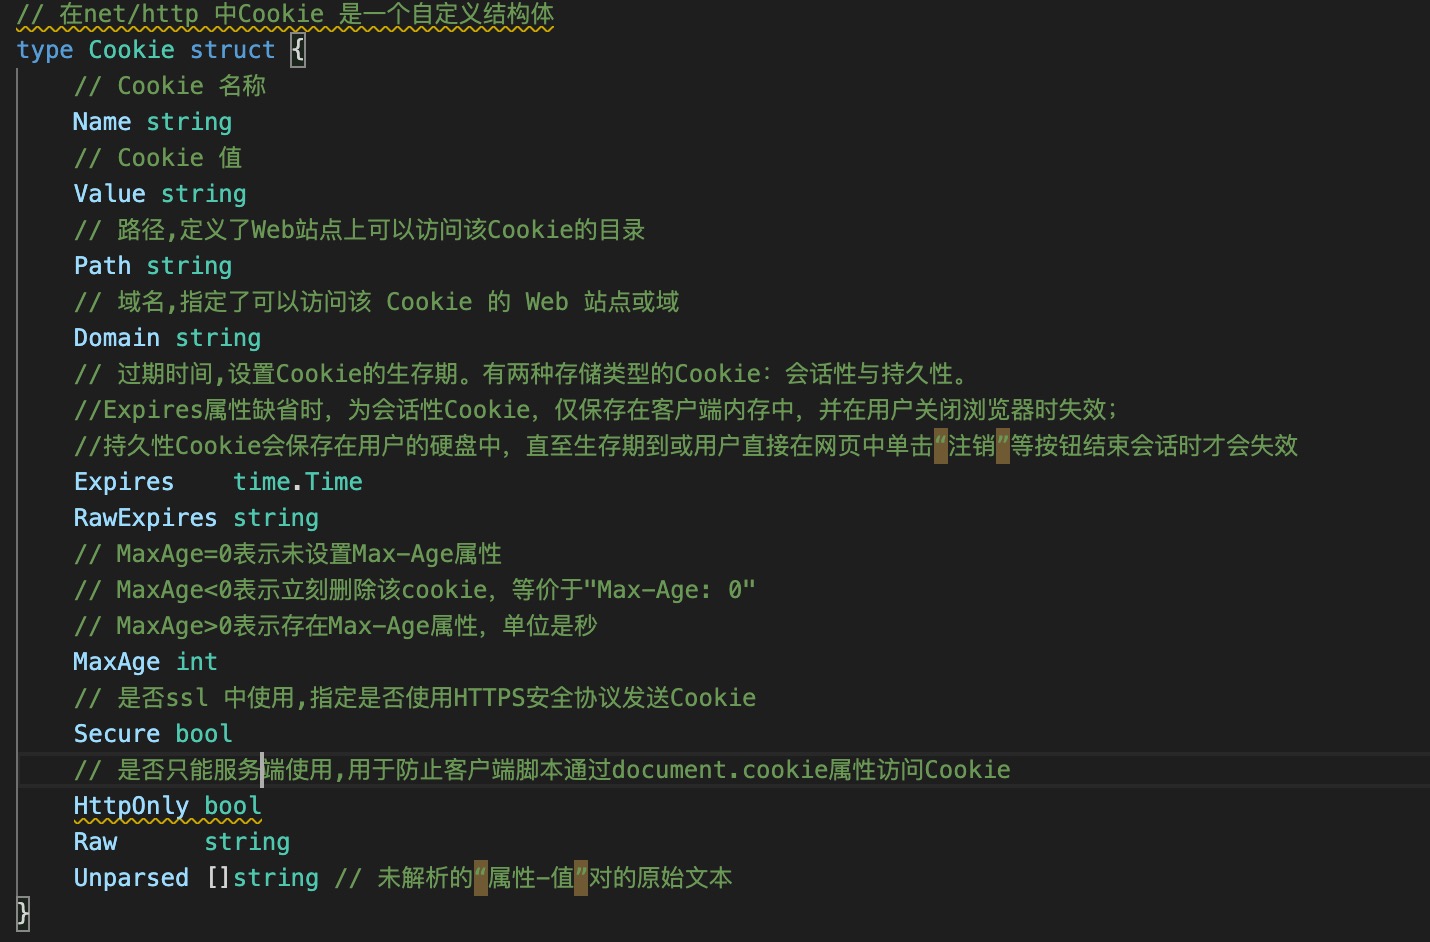 // 在net/http 中Cookie 是一个自定义结构体
type Cookie struct {
// Cookie 名称
Name string
// Cookie 值
Value string
// 路径,定义了Web站点上可以访问该Cookie的目录
Path string
// 域名,指定了可以访问该 Cookie 的 Web 站点或域
Domain string
// 过期时间,设置Cookie的生存期。有两种存储类型的Cookie：会话性与持久性。
//Expires属性缺省时，为会话性Cookie，仅保存在客户端内存中，并在用户关闭浏览器时失效；
//持久性Cookie会保存在用户的硬盘中，直至生存期到或用户直接在网页中单击“注销”等按钮结束会话时才会失效
Expires    time.Time
RawExpires string
// MaxAge=0表示未设置Max-Age属性
// MaxAge<0表示立刻删除该cookie，等价于"Max-Age: 0"
// MaxAge>0表示存在Max-Age属性，单位是秒
MaxAge int
// 是否ssl 中使用,指定是否使用HTTPS安全协议发送Cookie
Secure bool
// 是否只能服务端使用,用于防止客户端脚本通过document.cookie属性访问Cookie
HttpOnly bool
Raw      string
Unparsed []string // 未解析的“属性-值”对的原始文本
}